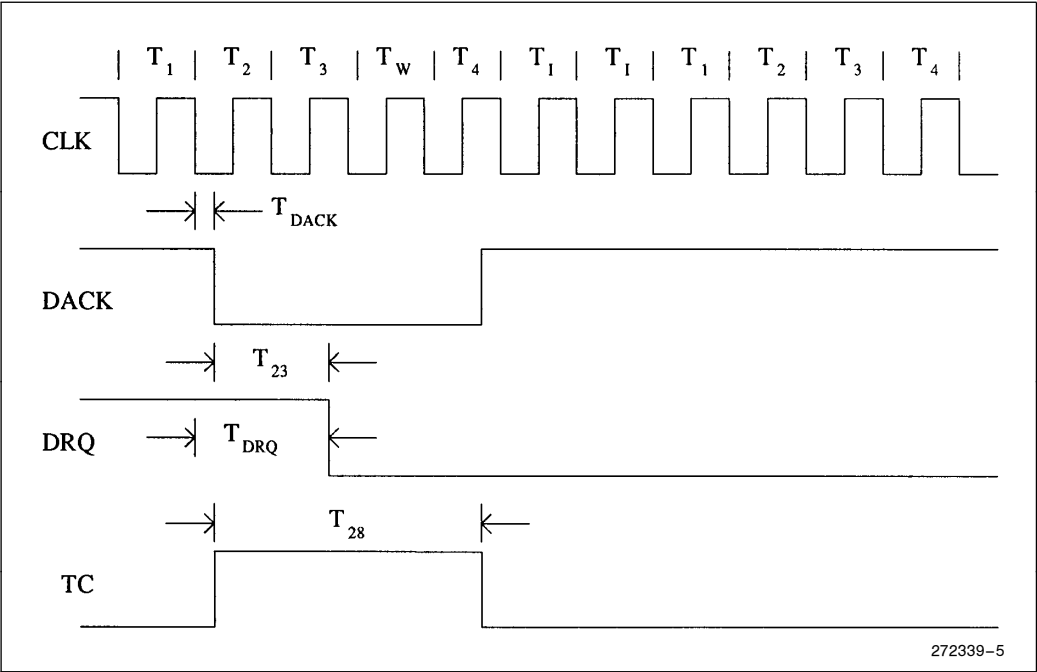 T1 T2 T3 TW T4 TI TI T1 T2 T3 T4
CLK
TDACK
DACK
T23
DRQ
TDRQ
T28
TC
272339-5